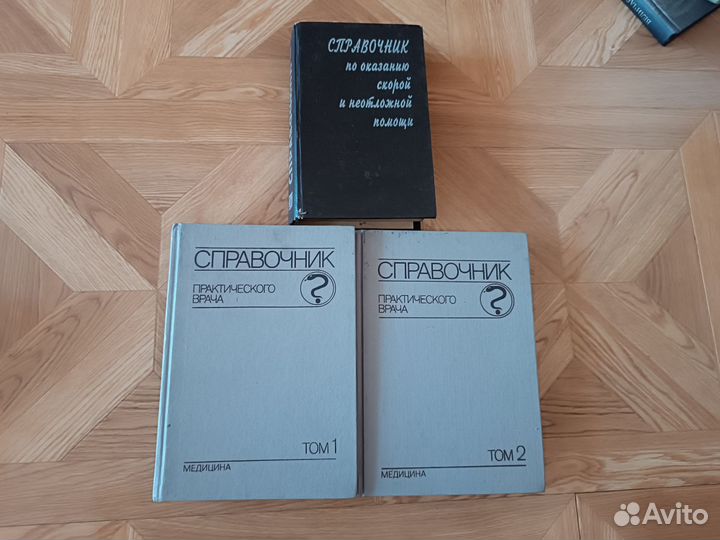 СПРАВОЧНИК
по оказанию
скорой
и неотложной
помощи
СПРАВОЧНИК
ПРАКТИЧЕСКОГО
ВРАЧА
ТОМ 1
МЕДИЦИНА
СПРАВОЧНИК
ПРАКТИЧЕСКОГО
ВРАЧА
ТОМ 2
МЕДИЦИНА
Avito